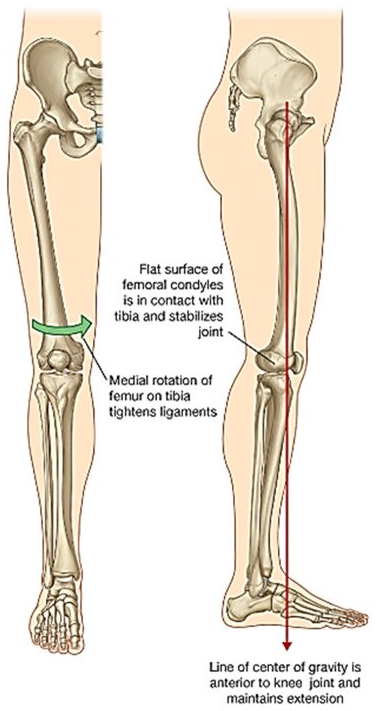 Flat surface of
femoral condyles
is in contact with
tibia and stabilizes
joint
Medial rotation of
femur on tibia
tightens ligaments
Line of center of gravity is
anterior to knee joint and
maintains extension